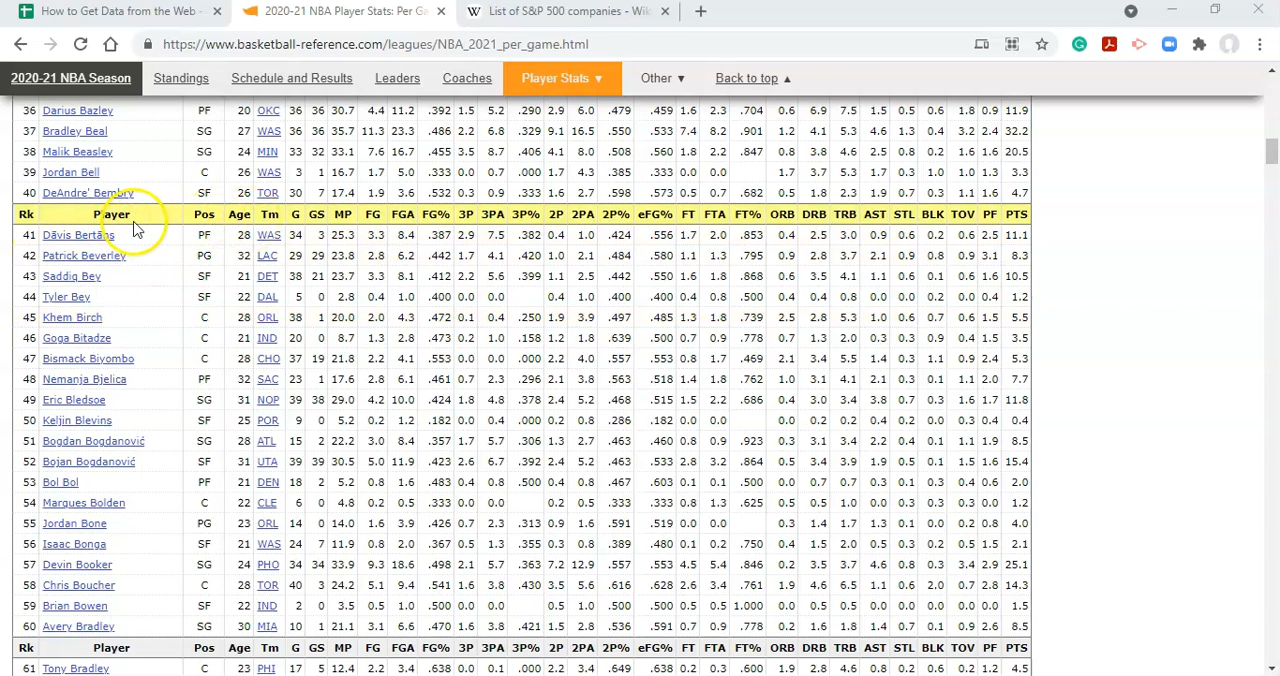 How to Get Data from the Web -
2020-21 NBA Player Stats: Per Ga
List of S&P 500 companies - Wiki
https://www.basketball-reference.com/leagues/NBA_2021_per_game.html
2020-21 NBA Season Standings Schedule and Results Leaders Coaches Player Stats ▼ Other ▼ Back to top ▲
36 Darius Bazley PF 20 OKC 36 36 30.7 4.4 11.2 .392 1.5 5.2 .290 2.9 6.0 .479 .459 1.6 2.3 .704 0.6 6.9 7.5 1.5 0.8 0.6 1.8 0.9 11.9
37 Bradley Beal SG 27 WAS 36 36 35.7 11.3 23.3 .486 2.2 6.8 .329 9.1 16.5 .550 .533 7.4 8.2 .901 1.2 4.1 5.3 4.6 1.3 0.4 3.2 2.4 32.2
38 Malik Beasley SG 24 MIN 33 32 33.1 7.6 16.7 .455 3.5 8.7 .406 4.1 8.0 .508 .560 1.8 2.2 .847 0.8 3.8 4.6 2.5 0.8 0.2 1.6 1.6 20.5
39 Jordan Bell C 26 WAS 3 1 16.7 1.7 5.0 .333 0.0 0.7 .000 1.7 4.3 .385 .333 0.0 0.0 1.3 3.7 5.0 1.3 0.3 1.0 1.0 1.3 3.3
40 DeAndre' Bembry SF 26 TOR 30 7 17.4 1.9 3.6 .532 0.3 0.9 .333 1.6 2.7 .598 .573 0.5 0.7 .682 0.5 2.3 2.9 1.9 0.7 0.3 1.1 1.6 4.7
Rk Player Pos Age Tm G GS MP FG FGA FG% 3P 3PA 3P% 2P 2PA 2P% eFG% FT FTA FT% ORB DRB TRB AST STL BLK TOV PF PTS
41 Dāvis Bertāns PF 28 WAS 34 3 25.3 3.3 8.4 .387 2.9 7.5 .382 0.4 1.0 .424 .556 1.7 2.0 .853 0.4 2.5 3.0 0.9 0.6 0.2 0.6 2.5 11.1
42 Patrick Beverley PG 32 LAC 29 29 23.8 2.8 6.2 .442 1.7 4.1 .420 1.0 2.1 .484 .580 1.1 1.3 .795 0.9 2.8 3.7 2.1 0.9 0.8 0.9 3.1 8.3
43 Saddiq Bey SF 21 DET 38 21 23.7 3.3 8.1 .412 2.2 5.6 .399 1.1 2.5 .442 .550 1.6 1.8 .868 0.6 3.5 4.1 1.1 0.6 0.1 0.6 1.6 10.5
44 Tyler Bey SF 22 DAL 5 0 2.8 0.4 1.0 .400 0.0 0.0 0.4 1.0 .400 .400 0.4 0.8 .500 0.4 0.4 0.8 0.0 0.2 0.0 0.0 0.4 1.2
45 Khem Birch C 28 ORL 38 1 20.0 2.0 4.3 .472 0.1 0.4 .250 1.9 3.9 .497 .485 1.3 1.8 .739 2.5 2.8 5.3 1.0 0.7 0.6 0.6 1.5 5.5
46 Goga Bitadze C 21 IND 20 0 8.7 1.3 2.8 .473 0.2 1.0 .158 1.2 1.8 .639 .500 0.7 0.9 .778 0.7 1.3 2.0 0.3 0.0 0.9 0.4 1.5 3.5
47 Bismack Biyombo C 28 CHO 37 19 21.8 2.2 4.1 .553 0.0 0.0 .000 2.2 4.0 .557 .553 0.8 1.7 .469 2.1 3.4 5.5 1.4 0.3 1.1 0.9 2.4 5.3
48 Nemanja Bjelica PF 32 SAC 23 1 17.6 2.8 6.1 .461 0.7 2.3 .296 2.1 3.8 .563 .518 1.4 1.8 .762 1.0 3.1 4.1 2.1 0.3 0.1 1.1 2.0 7.7
49 Eric Bledsoe SG 31 NOP 39 38 29.0 4.2 10.0 .424 1.8 4.8 .378 2.4 5.2 .468 .515 1.5 2.2 .686 0.4 3.0 3.4 3.8 0.7 0.3 1.6 1.7 11.8
50 Keljin Blevins SF 25 POR 9 0 5.2 0.2 1.0 .182 0.0 0.4 .000 0.2 0.8 .286 .182 0.0 0.0 0.0 0.2 0.2 0.4 0.0 0.1 0.2 0.4 0.4
51 Bogdan Bogdanović SG 28 ATL 15 2 22.2 3.0 8.4 .357 1.7 5.7 .306 1.3 2.7 .463 .460 0.8 0.9 .923 0.3 3.1 3.4 2.2 0.4 0.1 1.1 1.9 8.5
52 Bojan Bogdanović SF 31 UTA 39 39 30.5 5.0 11.9 .423 2.6 6.7 .392 2.4 5.2 .463 .533 2.8 3.2 .864 0.5 3.4 3.9 1.9 0.5 0.1 1.5 1.6 15.4
53 Bol Bol PF 21 DEN 18 2 5.2 0.8 1.6 .483 0.4 0.8 .500 0.4 0.8 .467 .603 0.1 0.1 .500 0.0 0.7 0.7 0.1 0.3 0.3 0.4 0.6 2.0
54 Marques Bolden C 22 CLE 6 0 4.8 0.2 0.5 .333 0.0 0.0 0.2 0.5 .333 .333 0.8 1.3 .625 0.5 0.5 1.0 0.0 0.3 0.2 0.0 0.0 1.2
55 Jordan Bone PG 23 ORL 14 0 14.0 1.6 3.9 .426 0.7 2.3 .313 0.9 1.6 .591 .519 0.0 0.0 0.3 1.4 1.7 1.3 0.1 0.0 0.2 0.8 4.0
56 Isaac Bonga SF 21 WAS 24 7 11.9 0.8 2.0 .367 0.5 1.3 .355 0.3 0.8 .389 .480 0.1 0.2 .750 0.4 1.5 2.0 0.5 0.3 0.2 0.5 1.5 2.1
57 Devin Booker SG 24 PHO 34 34 33.9 9.3 18.6 .498 2.1 5.7 .363 7.2 12.9 .557 .553 4.5 5.4 .846 0.2 3.5 3.7 4.6 0.8 0.3 3.4 2.9 25.1
58 Chris Boucher C 28 TOR 40 3 24.2 5.1 9.4 .541 1.6 3.8 .430 3.5 5.6 .616 .628 2.6 3.4 .761 1.9 4.6 6.5 1.1 0.6 2.0 0.7 2.8 14.3
59 Brian Bowen SF 22 IND 2 0 3.5 0.5 1.0 .500 0.0 0.0 0.5 1.0 .500 .500 0.5 0.5 1.000 0.0 0.5 0.5 0.0 0.0 0.0 0.0 0.0 1.5
60 Avery Bradley SG 30 MIA 10 1 21.1 3.1 6.6 .470 1.6 3.8 .421 1.5 2.8 .536 .591 0.7 0.9 .778 0.2 1.6 1.8 1.4 0.7 0.1 0.6 1.8 8.5
Rk Player Pos Age Tm G GS MP FG FGA FG% 3P 3PA 3P% 2P 2PA 2P% eFG% FT FTA FT% ORB DRB TRB AST STL BLK TOV PF PTS
61 Tony Bradley C 23 PHI 17 5 12.4 2.2 3.4 .638 0.0 0.1 .000 2.2 3.4 .649 .638 0.2 0.3 .600 1.9 2.8 4.6 0.8 0.2 0.6 0.2 1.2 4.5